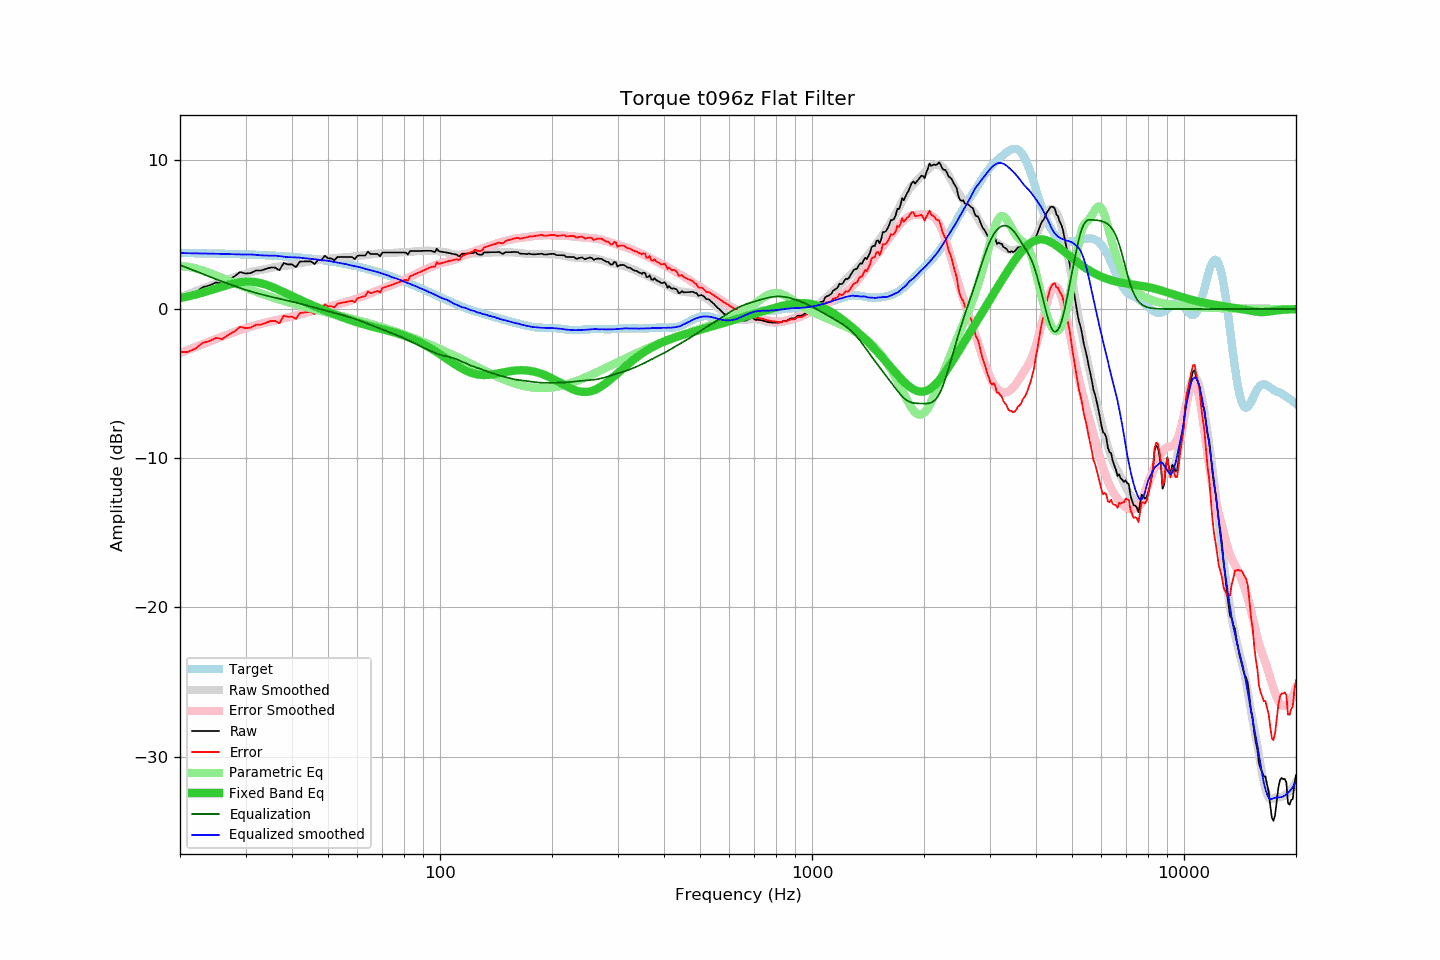 Torque t096z Flat Filter
Amplitude (dBr)
10
0
−10
−20
−30
Target
Raw Smoothed
Error Smoothed
Raw
Error
Parametric Eq
Fixed Band Eq
Equalization
Equalized smoothed
100
1000
10000
Frequency (Hz)